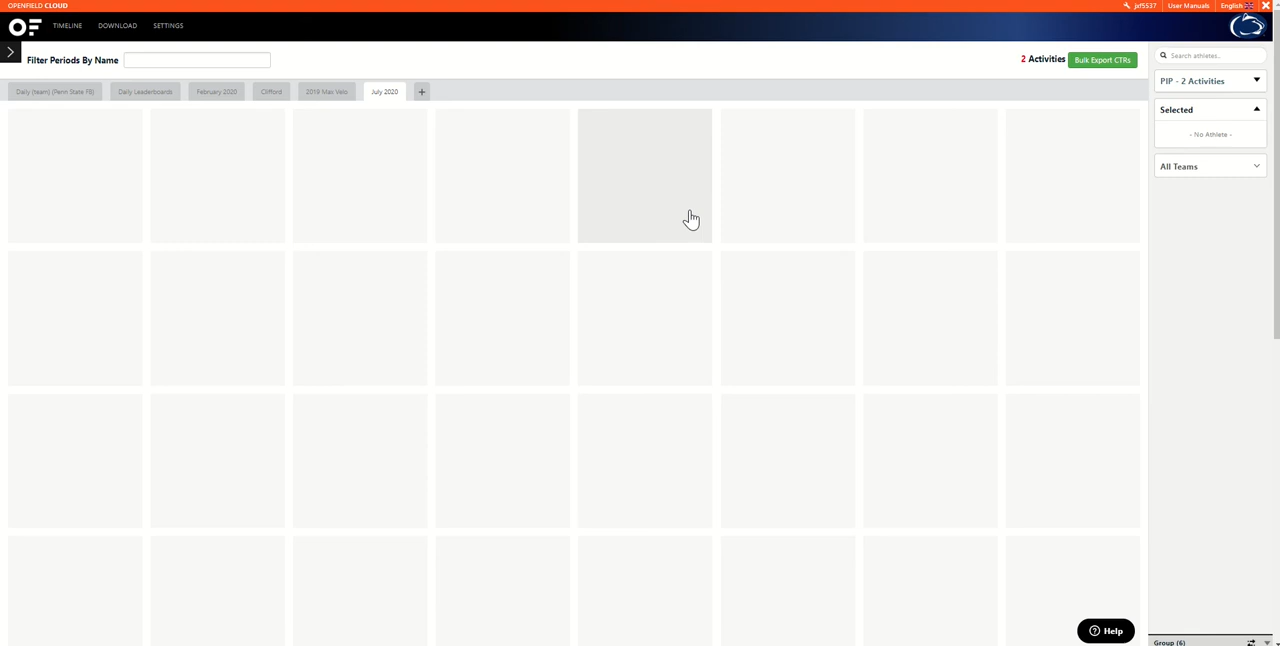 OPENFIELD CLOUD
jxf5537 User Manuals English
OF TIMELINE DOWNLOAD SETTINGS
Filter Periods By Name
2 Activities Bulk Export CTRs
Search athletes..
PIP - 2 Activities
Daily (team) (Penn State FB) Daily Leaderboards February 2020 Clifford 2019 Max Velo July 2020 +
Selected
- No Athlete -
All Teams
Help
Group (6)